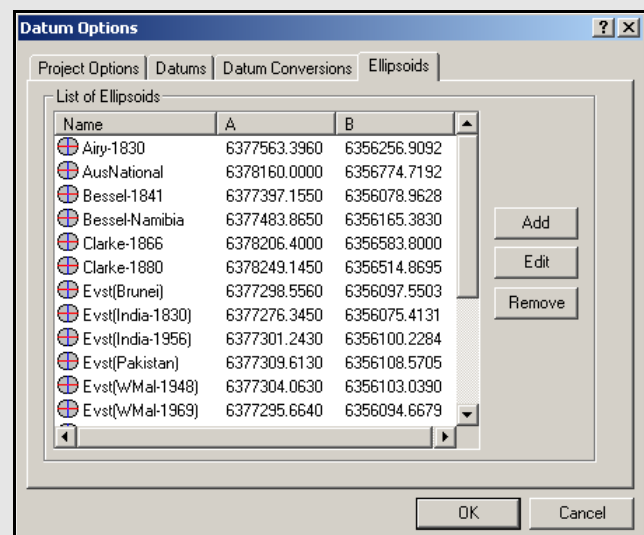 Datum Options
Project Options Datums Datum Conversions Ellipsoids
List of Ellipsoids
Name A B
Airy-1830 6377563.3960 6356256.9092
AusNational 6378160.0000 6356774.7192
Bessel-1841 6377397.1550 6356078.9628
Bessel-Namibia 6377483.8650 6356165.3830
Clarke-1866 6378206.4000 6356583.8000
Clarke-1880 6378249.1450 6356514.8695
Evst(Brunei) 6377298.5560 6356097.5503
Evst(India-1830) 6377276.3450 6356075.4131
Evst(India-1956) 6377301.2430 6356100.2284
Evst(Pakistan) 6377309.6130 6356108.5705
Evst(WMal-1948) 6377304.0630 6356103.0390
Evst(WMal-1969) 6377295.6640 6356094.6679
Add
Edit
Remove
OK Cancel